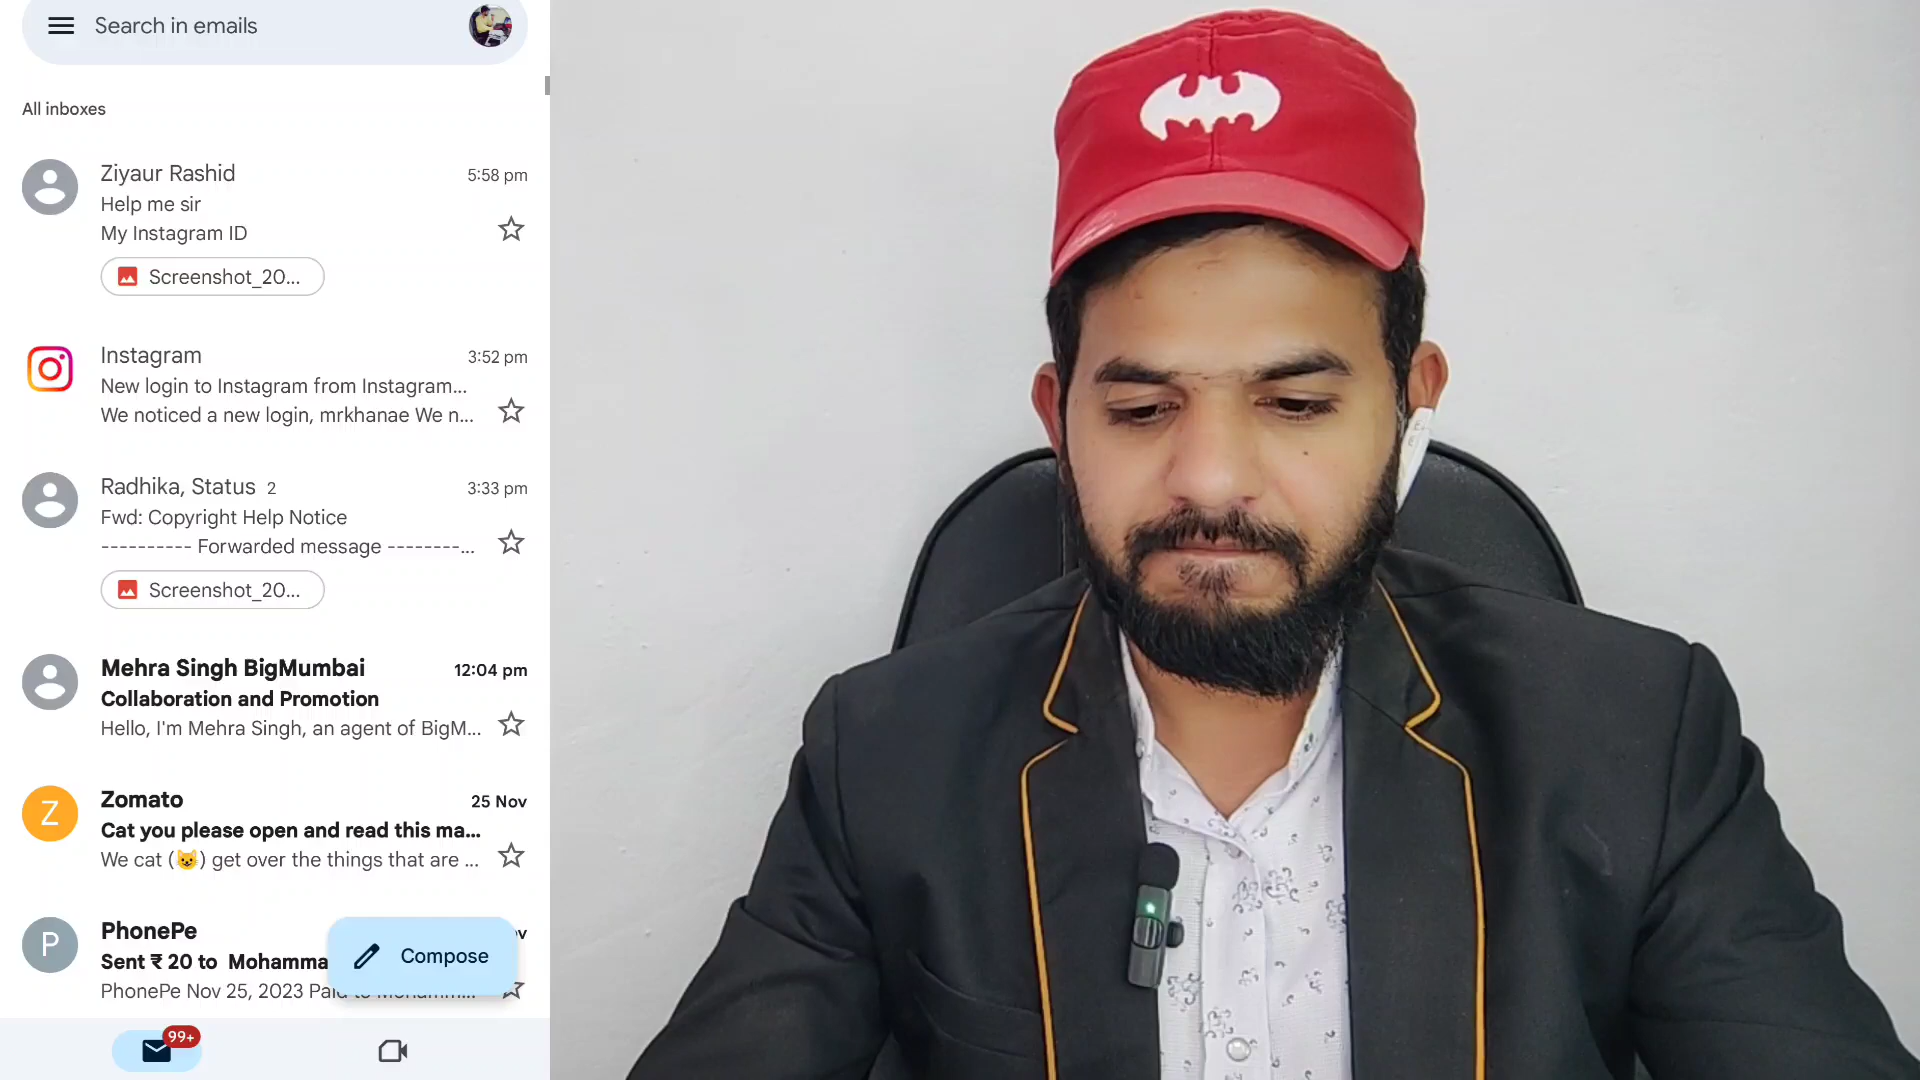 Search in emails
All inboxes
Ziyaur Rashid
5:58 pm
Help me sir
My Instagram ID
Screenshot_20...
Instagram
3:52 pm
New login to Instagram from Instagram...
We noticed a new login, mrkhanae We n...
Radhika, Status 2
3:33 pm
Fwd: Copyright Help Notice
---------- Forwarded message --------...
Screenshot_20...
Mehra Singh BigMumbai
12:04 pm
Collaboration and Promotion
Hello, I'm Mehra Singh, an agent of BigM...
Z
Zomato
25 Nov
Cat you please open and read this ma...
We cat (😺) get over the things that are ...
P
PhonePe
Sent ₹ 20 to Mohamma
PhonePe Nov 25, 2023 Paid to
Compose
99+